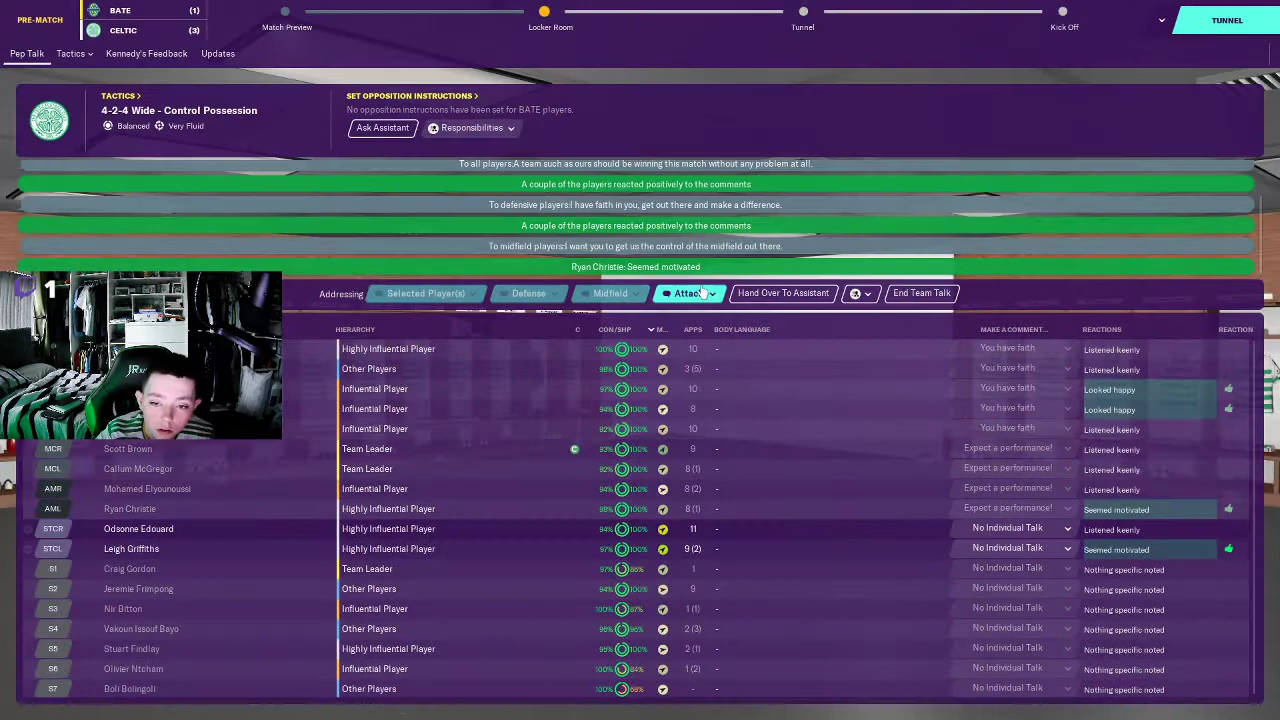 PRE-MATCH
BATE (1)
CELTIC (3)
Match Preview
Locker Room
Tunnel
Kick Off
TUNNEL
Pep Talk Tactics Kennedy's Feedback Updates
TACTICS >
4-2-4 Wide - Control Possession
Balanced Very Fluid
SET OPPOSITION INSTRUCTIONS >
No opposition instructions have been set for BATE players.
Ask Assistant Responsibilities
To all players:A team such as ours should be winning this match without any problem at all.
A couple of the players reacted positively to the comments
To defensive players:I have faith in you, get out there and make a difference.
A couple of the players reacted positively to the comments
To midfield players:I want you to get us the control of the midfield out there.
Ryan Christie: Seemed motivated
1
Addressing Selected Player(s) Defense Midfield Attack Hand Over To Assistant End Team Talk
HIERARCHY C CON/SHP M... APPS BODY LANGUAGE MAKE A COMMENT... REACTIONS REACTION
Highly Influential Player 100% 100% 10 - You have faith Listened keenly
Other Players 98% 100% 3 (5) - You have faith Listened keenly
Influential Player 97% 100% 10 - You have faith Looked happy
Influential Player 94% 100% 8 - You have faith Looked happy
Influential Player 92% 100% 10 - You have faith Listened keenly
MCR Scott Brown Team Leader C 93% 100% 9 - Expect a performance! Listened keenly
MCL Callum McGregor Team Leader 92% 100% 8 (1) - Expect a performance! Listened keenly
AMR Mohamed Elyounoussi Influential Player 94% 100% 8 (2) - Expect a performance! Listened keenly
AML Ryan Christie Highly Influential Player 98% 100% 8 (1) - Expect a performance! Seemed motivated
STCR Odsonne Edouard Highly Influential Player 94% 100% 11 - No Individual Talk Listened keenly
STCL Leigh Griffiths Highly Influential Player 97% 100% 9 (2) - No Individual Talk Seemed motivated
S1 Craig Gordon Team Leader 97% 86% 1 - No Individual Talk Nothing specific noted
S2 Jeremie Frimpong Other Players 94% 100% 9 - No Individual Talk Nothing specific noted
S3 Nir Bitton Influential Player 100% 87% 1 (1) - No Individual Talk Nothing specific noted
S4 Vakoun Issouf Bayo Other Players 96% 96% 2 (3) - No Individual Talk Nothing specific noted
S5 Stuart Findlay Highly Influential Player 95% 100% 2 (1) - No Individual Talk Nothing specific noted
S6 Olivier Ntcham Influential Player 100% 84% 1 (2) - No Individual Talk Nothing specific noted
S7 Boli Bolingoli Other Players 100% 68% - - No Individual Talk Nothing specific noted